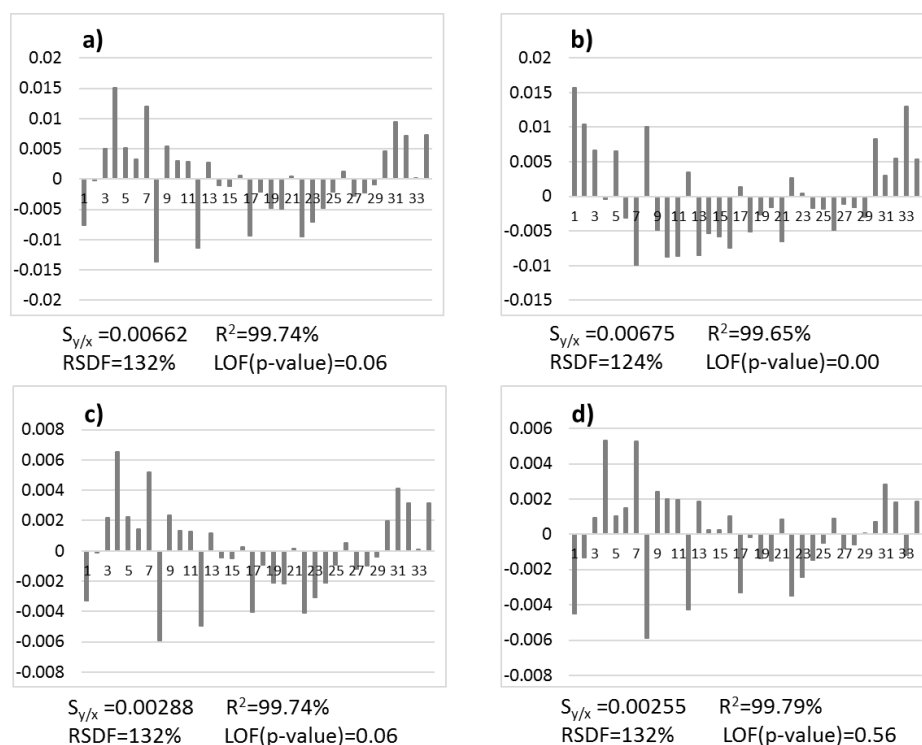 a)
0.02
0.015
0.01
0.005
0
-0.005
-0.01
-0.015
-0.02
1 3 5 7 9 11 13 15 17 19 21 23 25 27 29 31 33
Sy/x =0.00662 R²=99.74%
RSDF=132% LOF(p-value)=0.06
b)
0.02
0.015
0.01
0.005
0
-0.005
-0.01
-0.015
1 3 5 7 9 11 13 15 17 19 21 23 25 27 29 31 33
Sy/x =0.00675 R²=99.65%
RSDF=124% LOF(p-value)=0.00
c)
0.008
0.006
0.004
0.002
0
-0.002
-0.004
-0.006
-0.008
1 3 5 7 9 11 13 15 17 19 21 23 25 27 29 31 33
Sy/x =0.00288 R²=99.74%
RSDF=132% LOF(p-value)=0.06
d)
0.006
0.004
0.002
0
-0.002
-0.004
-0.006
-0.008
1 3 5 7 9 11 13 15 17 19 21 23 25 27 29 31 33
Sy/x =0.00255 R²=99.79%
RSDF=132% LOF(p-value)=0.56